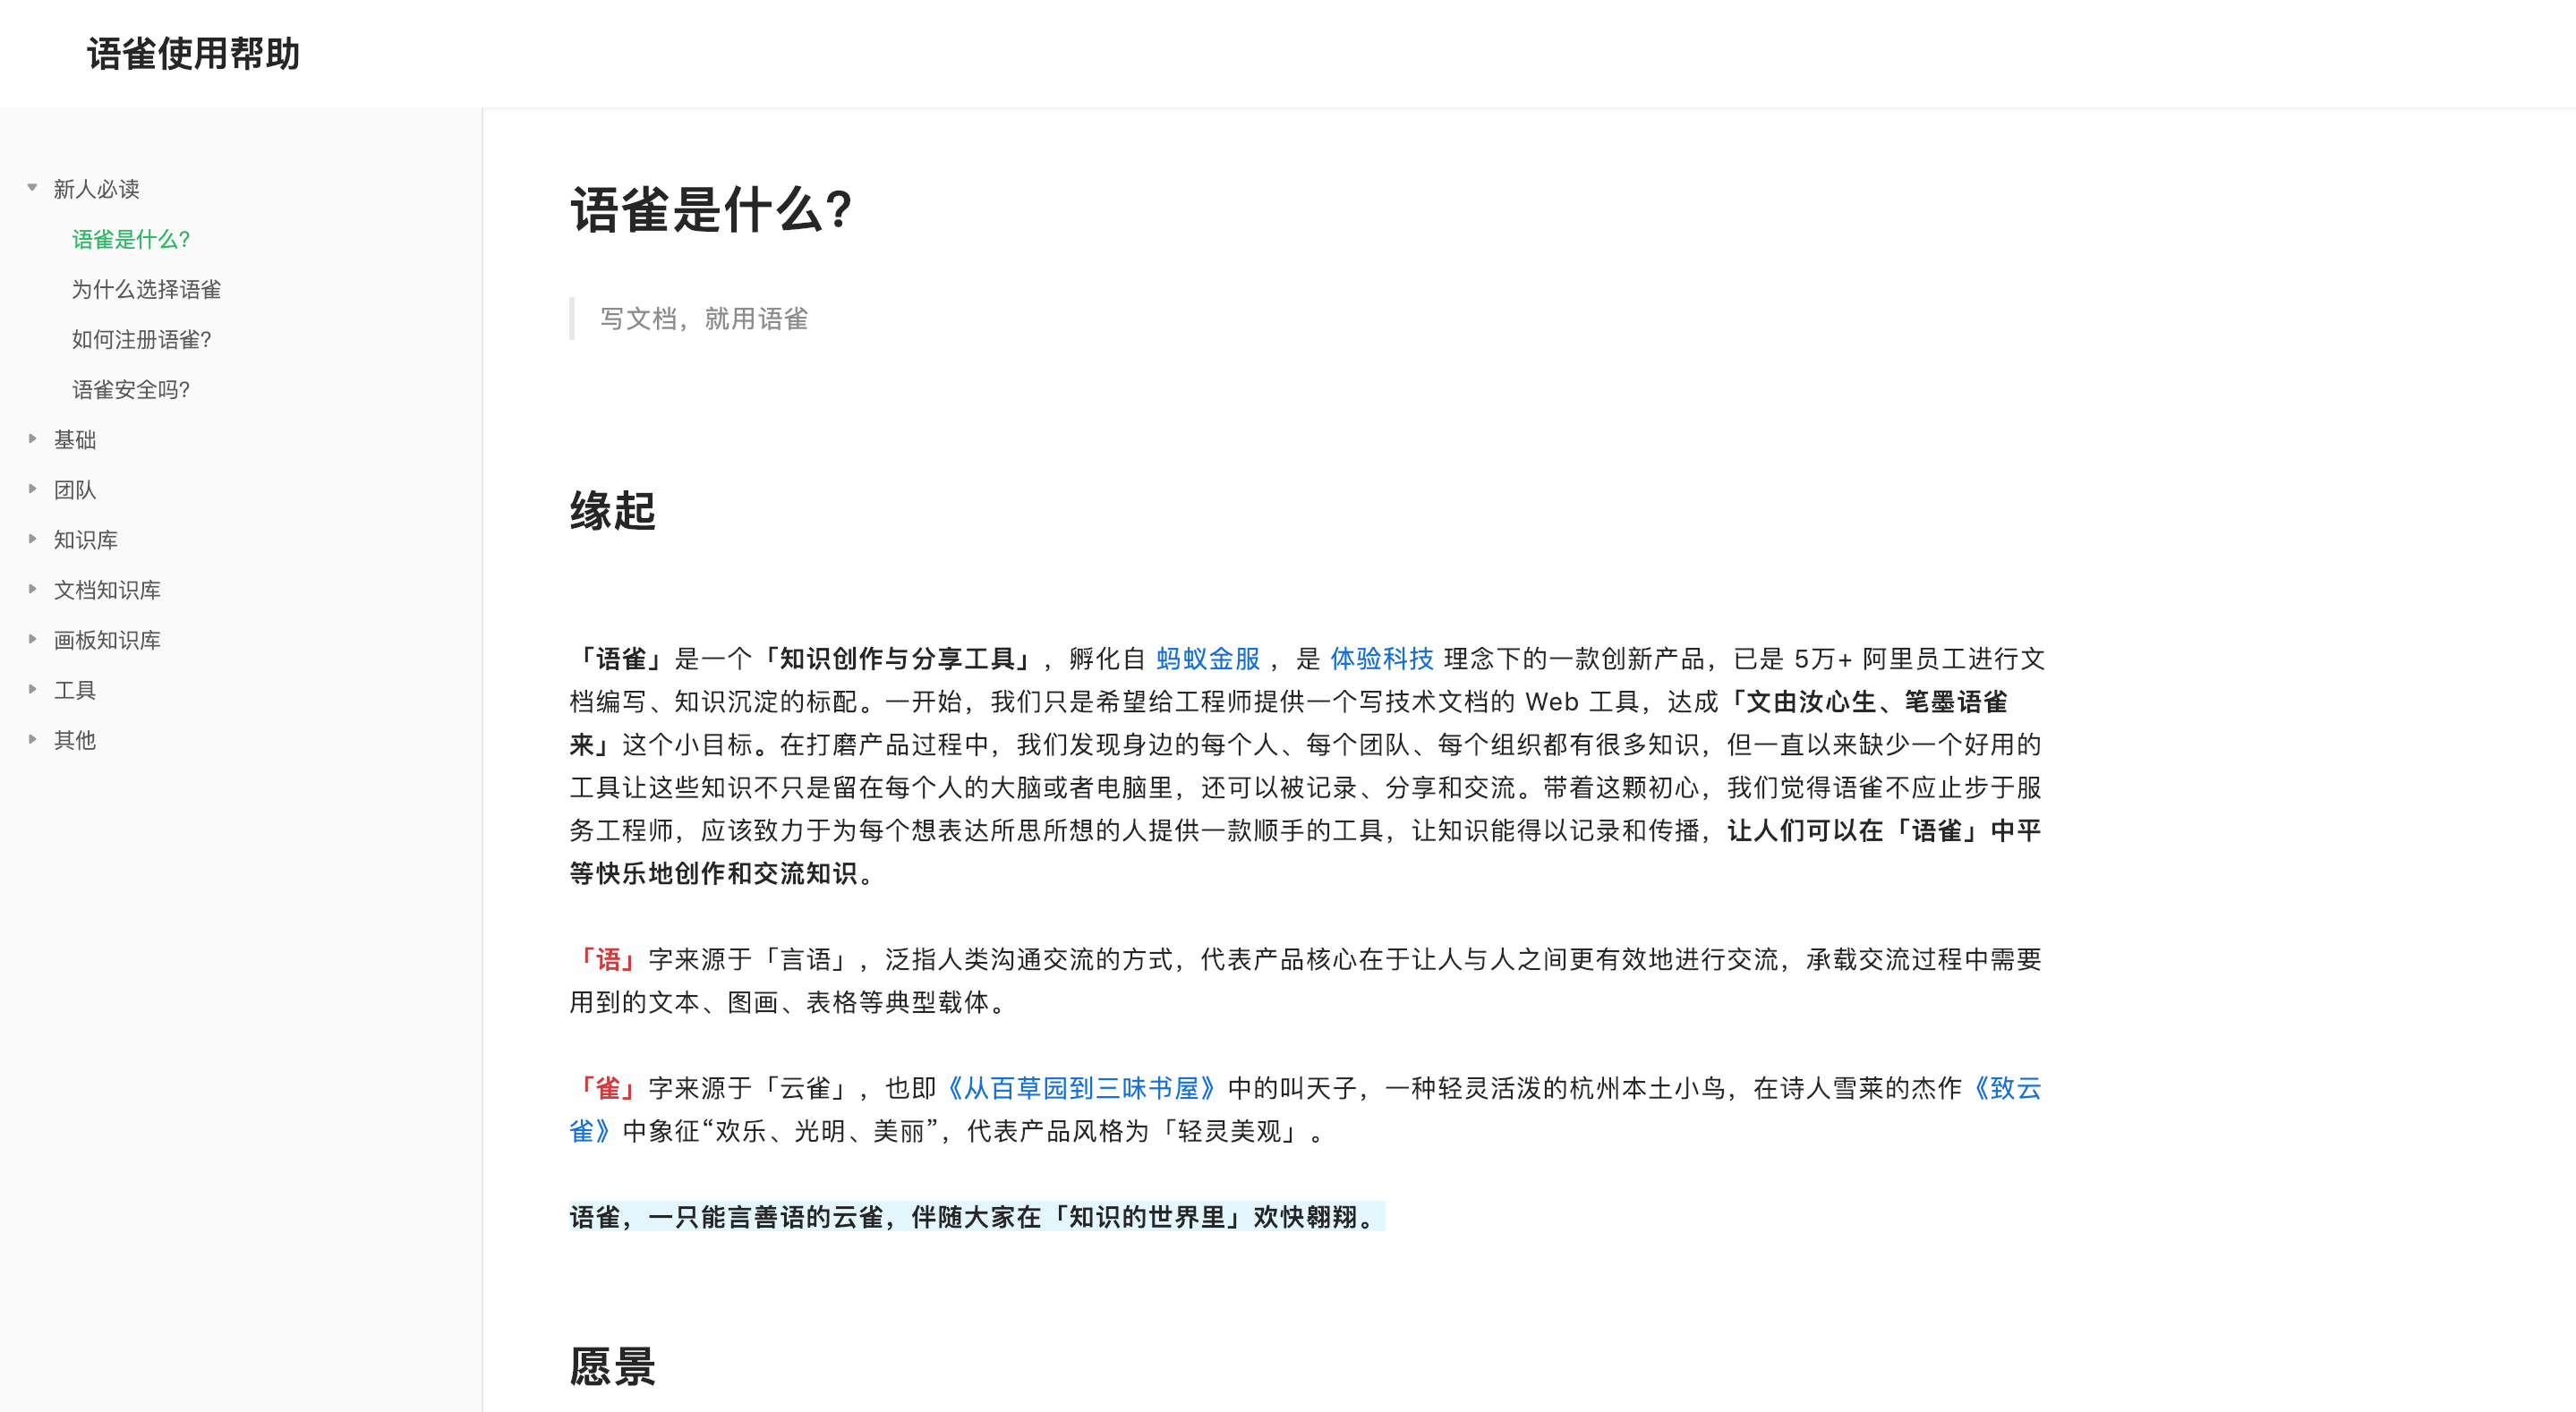 语雀使用帮助
新人必读
语雀是什么?
为什么选择语雀
如何注册语雀?
语雀安全吗?
基础
团队
知识库
文档知识库
画板知识库
工具
其他
语雀是什么?
写文档，就用语雀
缘起
「语雀」是一个「知识创作与分享工具」，孵化自 蚂蚁金服 ，是 体验科技 理念下的一款创新产品，已是 5万+ 阿里员工进行文
档编写、知识沉淀的标配。一开始，我们只是希望给工程师提供一个写技术文档的 Web 工具，达成「文由汝心生、笔墨语雀
来」这个小目标。在打磨产品过程中，我们发现身边的每个人、每个团队、每个组织都有很多知识，但一直以来缺少一个好用的
工具让这些知识不只是留在每个人的大脑或者电脑里，还可以被记录、分享和交流。带着这颗初心，我们觉得语雀不应止步于服
务工程师，应该致力于为每个想表达所思所想的人提供一款顺手的工具，让知识能得以记录和传播，让人们可以在「语雀」中平
等快乐地创作和交流知识。
「语」字来源于「言语」，泛指人类沟通交流的方式，代表产品核心在于让人与人之间更有效地进行交流，承载交流过程中需要
用到的文本、图画、表格等典型载体。
「雀」字来源于「云雀」，也即《从百草园到三味书屋》中的叫天子，一种轻灵活泼的杭州本土小鸟，在诗人雪莱的杰作《致云
雀》中象征“欢乐、光明、美丽”，代表产品风格为「轻灵美观」。
语雀，一只能言善语的云雀，伴随大家在「知识的世界里」欢快翱翔。
愿景